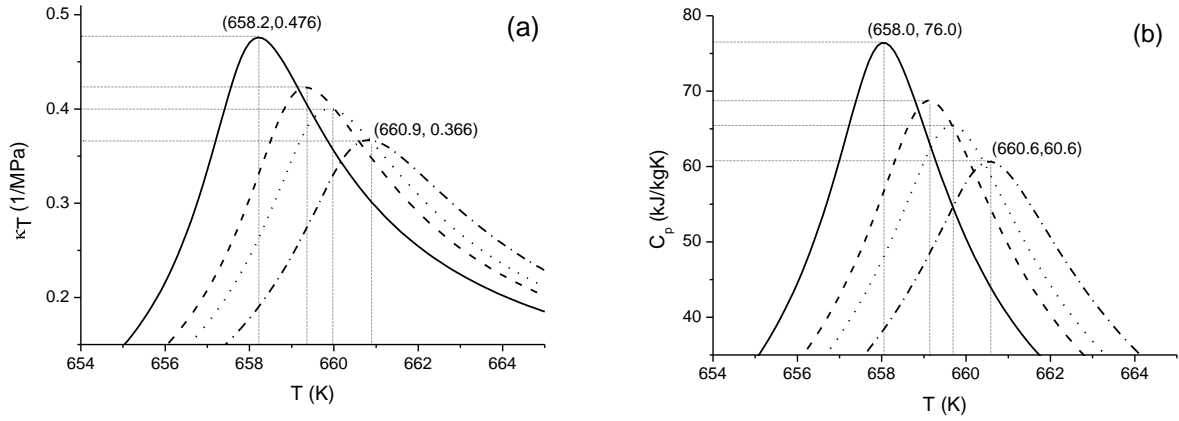 (a)
(658.2,0.476)
(660.9, 0.366)
0.5
0.4
0.3
0.2
κT (1/MPa)
654 656 658 660 662 664
T (K)
(b)
(658.0, 76.0)
(660.6,60.6)
80
70
60
50
40
Cp (kJ/kgK)
654 656 658 660 662 664
T (K)